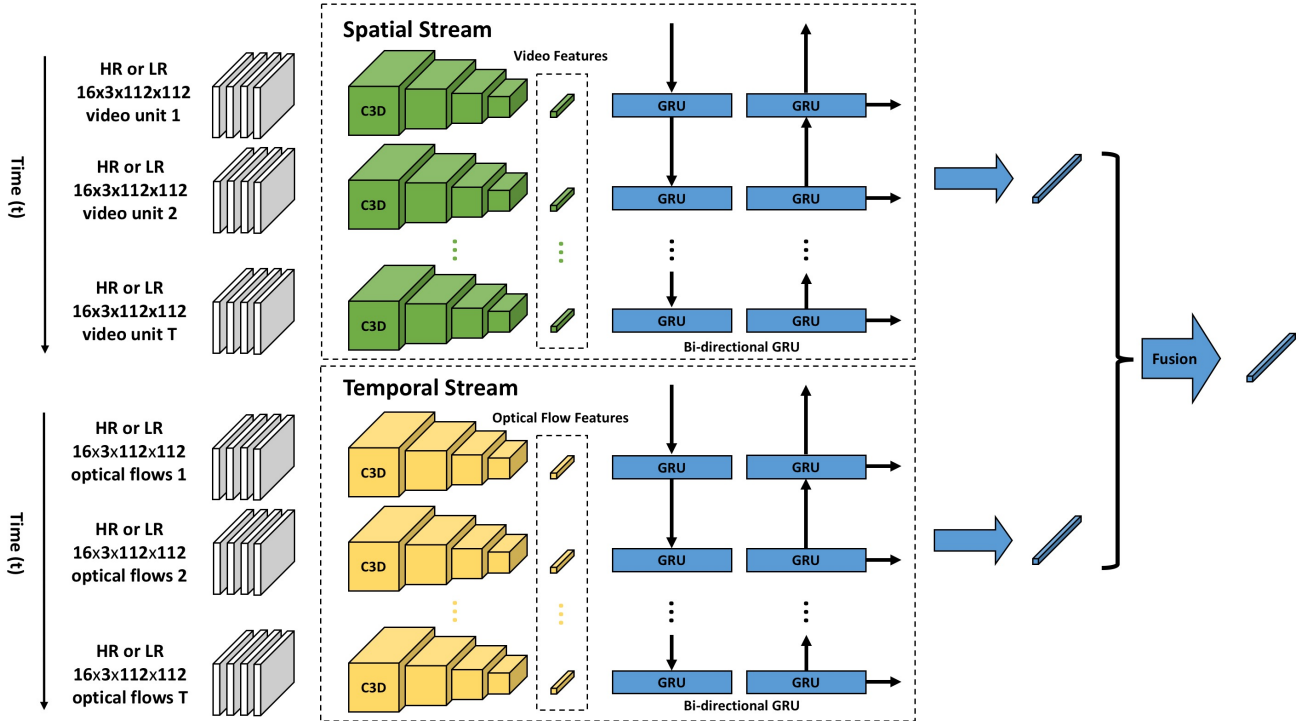 Spatial Stream
Video Features
Time (t)
HR or LR
16x3x112x112
video unit 1
C3D
GRU
GRU
HR or LR
16x3x112x112
video unit 2
C3D
GRU
GRU
HR or LR
16x3x112x112
video unit T
C3D
GRU
GRU
Bi-directional GRU
Fusion
Temporal Stream
Optical Flow Features
Time (t)
HR or LR
16x3x112x112
optical flows 1
C3D
GRU
GRU
HR or LR
16x3x112x112
optical flows 2
C3D
GRU
GRU
HR or LR
16x3x112x112
optical flows T
C3D
GRU
GRU
Bi-directional GRU